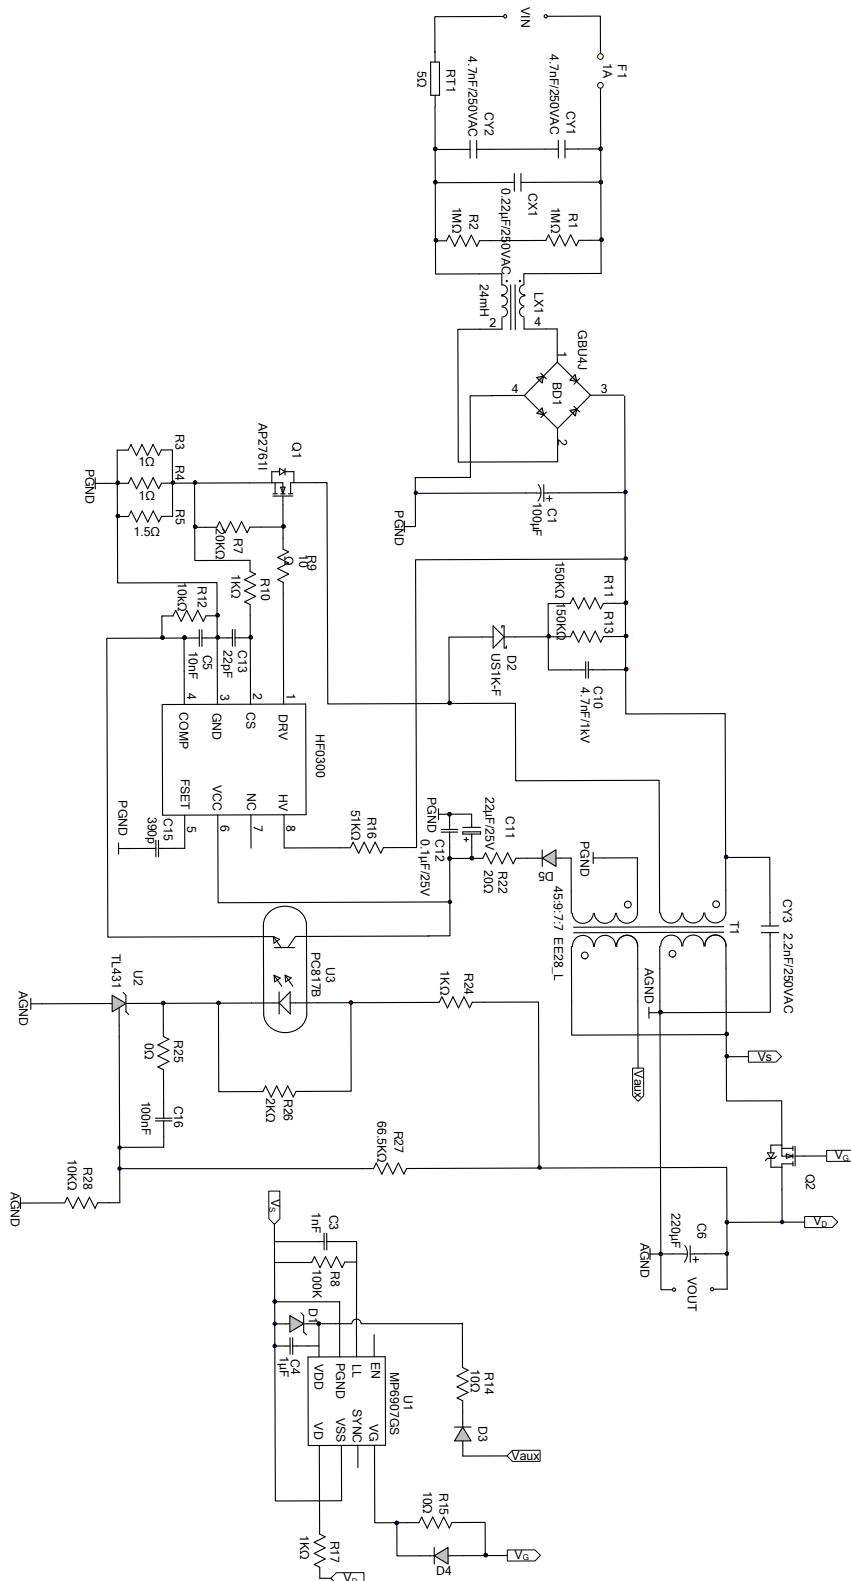 VIN
F1
1A
RT1
5Ω
CY1
4.7nF/250VAC
CY2
4.7nF/250VAC
CX1
0.22µF/250VAC
R1
1MΩ
R2
1MΩ
LX1
24mH
4
2
GBU4J
BD1
1
3
4
2
C1
100µF
+
PGND
Q1
AP2761I
R3
1Ω
R4
1Ω
R5
1.5Ω
PGND
R7
20KΩ
R9
10
Ω
R10
1KΩ
R12
10kΩ
C13
22pF
C5
10nF
R11
150KΩ
R13
150KΩ
C10
4.7nF/1kV
D2
US1K-F
HF0300
1
2
3
4
DRV
CS
GND
COMP
HV
NC
VCC
FSET
8
7
6
5
R16
51KΩ
C15
390p
PGND
PGND
C11
22µF/25V
+
C12
0.1µF/25V
R22
20Ω
D5
PGND
T1
45:9:7:7 EE28_L
CY3 2.2nF/250VAC
AGND
Vs
Vaux
U3
PC817B
U2
TL431
AGND
R24
1KΩ
R25
0Ω
C16
100nF
R26
2KΩ
R27
66.5KΩ
R28
10KΩ
AGND
VG
Q2
VD
C6
220µF
+
AGND
VOUT
Vs
C3
1nF
R8
100K
D1
C4
1µF
U1
MP6907GS
EN
LL
PGND
VDD
VG
SYNC
VSS
VD
R14
10Ω
D3
Vaux
R15
10Ω
D4
VG
R17
1KΩ
VD